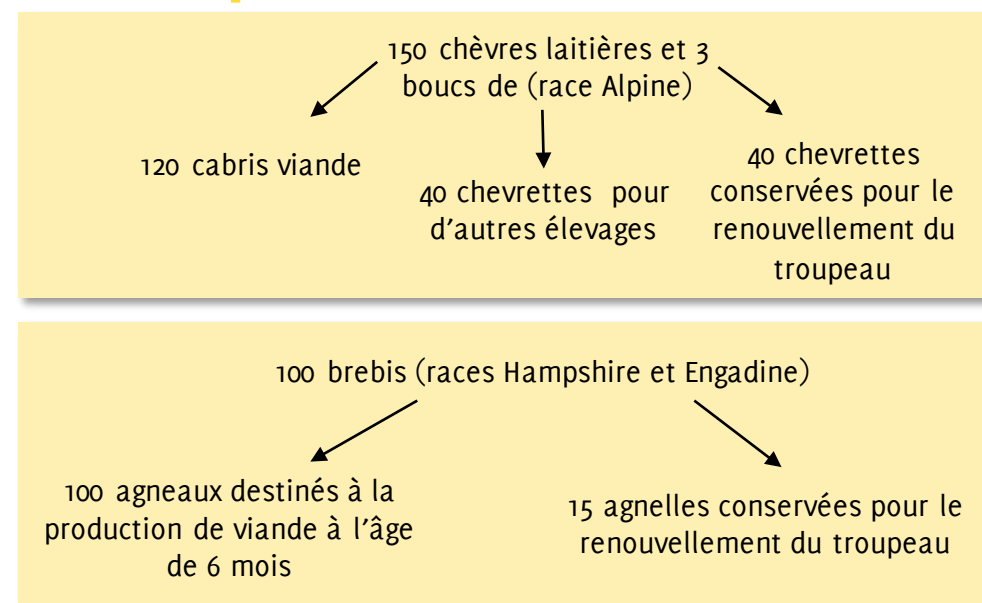 150 chèvres laitières et 3
boucs de (race Alpine)
120 cabris viande
40 chevrettes pour
d'autres élevages
40 chevrettes
conservées pour le
renouvellement du
troupeau
100 brebis (races Hampshire et Engadine)
100 agneaux destinés à la
production de viande à l'âge
de 6 mois
15 agnelles conservées pour le
renouvellement du troupeau